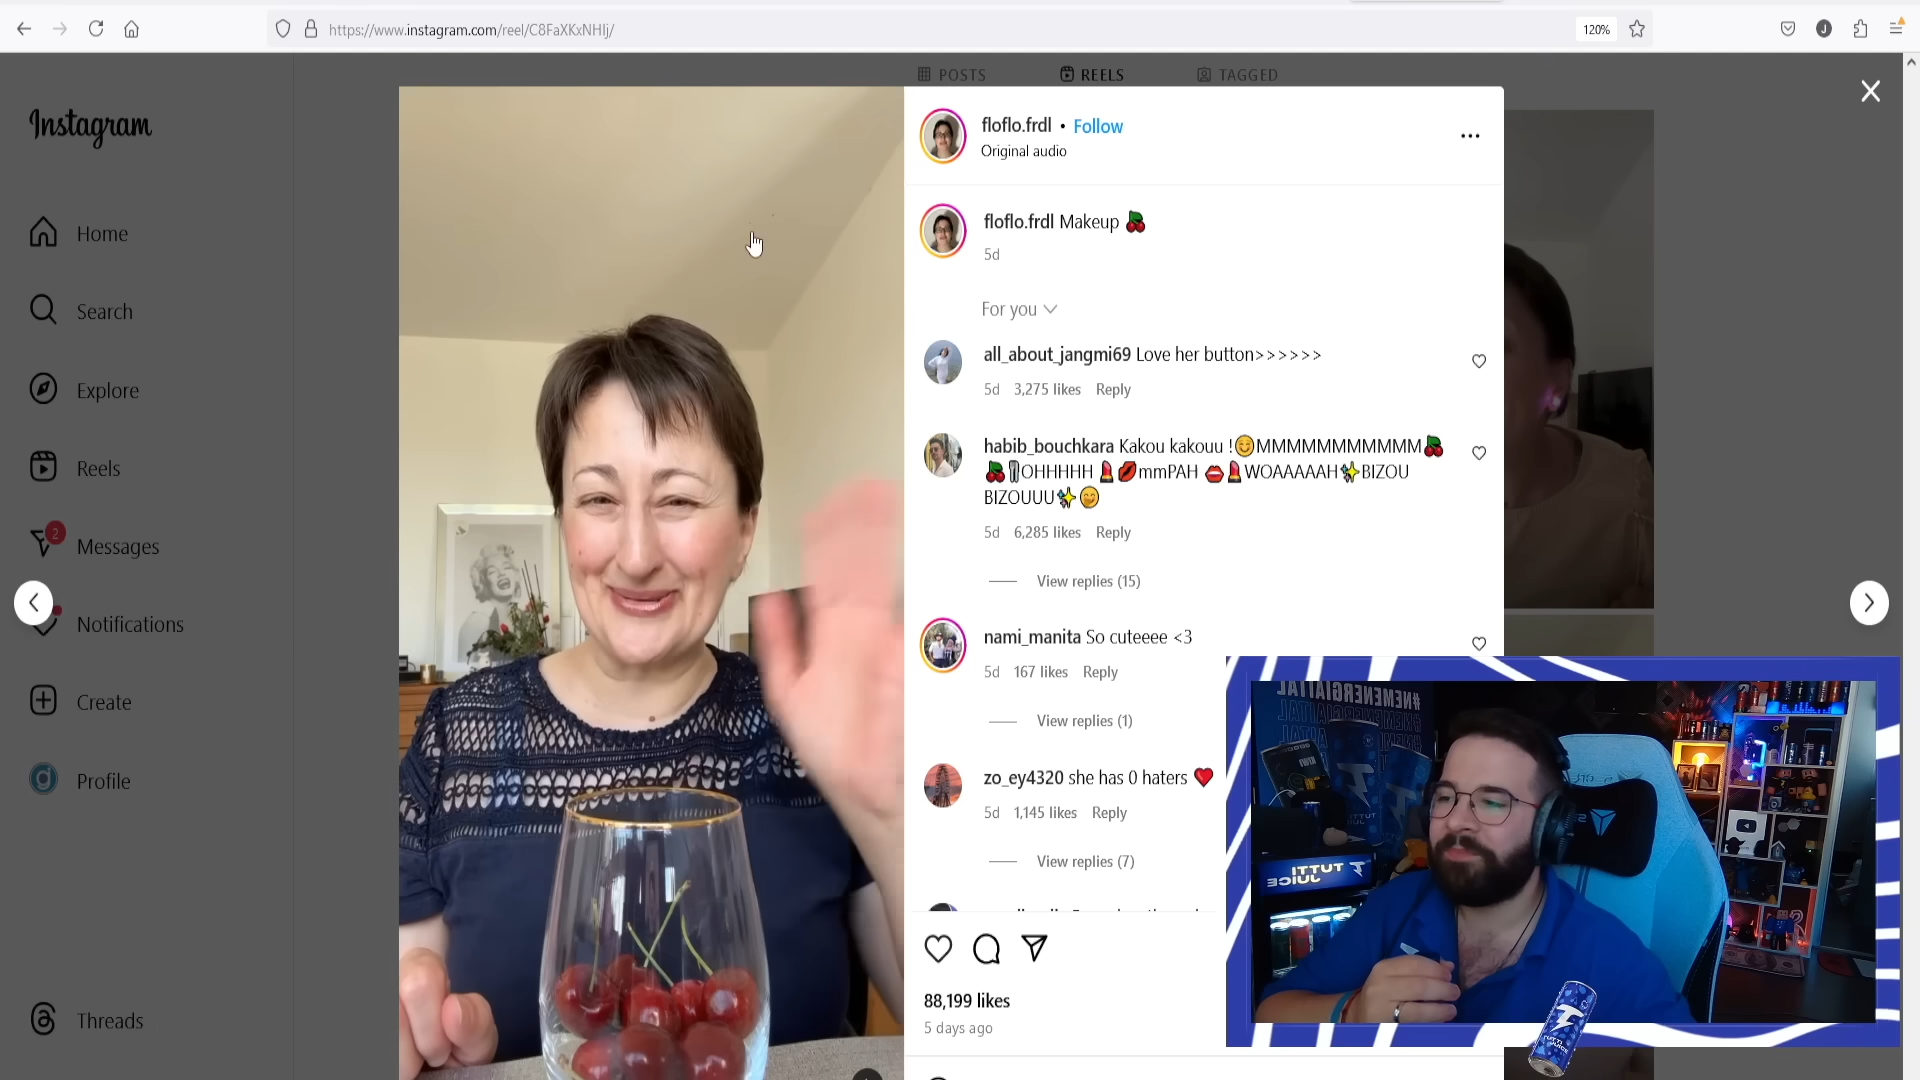 https://www.instagram.com/reel/C8FaXKxNHIj/
120%
J
POSTS
REELS
TAGGED
Instagram
Home
Search
Explore
Reels
2
Messages
Notifications
Create
Profile
Threads
floflo.frdl • Follow
Original audio
floflo.frdl Makeup 🍒
5d
For you
all_about_jangmi69 Love her button>>>>>>
5d 3,275 likes Reply
habib_bouchkara Kakou kakouu !😊MMMMMMMMMMM🍒
🍒OHHHHH 💄💋mmPAH 👄💄WOAAAAAH✨BIZOU
BIZOUUU✨😊
5d 6,285 likes Reply
View replies (15)
nami_manita So cuteeee <3
5d 167 likes Reply
View replies (1)
zo_ey4320 she has 0 haters ♥️
5d 1,145 likes Reply
View replies (7)
88,199 likes
5 days ago
TUTTI
JUICE